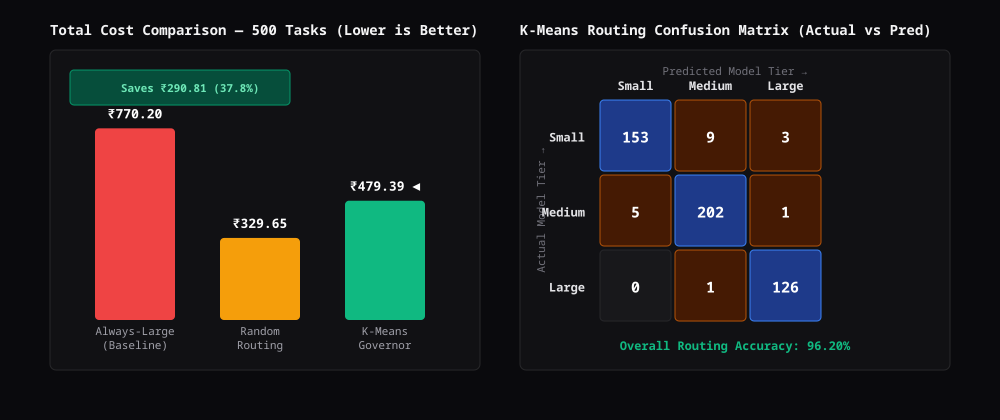 Total Cost Comparison — 500 Tasks (Lower is Better)
Saves ₹290.81 (37.8%)
₹770.20
₹329.65
₹479.39 ◄
Always-Large
(Baseline)
Random
Routing
K-Means
Governor
K-Means Routing Confusion Matrix (Actual vs Pred)
Predicted Model Tier →
Small Medium Large
Actual Model Tier →
Small 153 9 3
Medium 5 202 1
Large 0 1 126
Overall Routing Accuracy: 96.20%